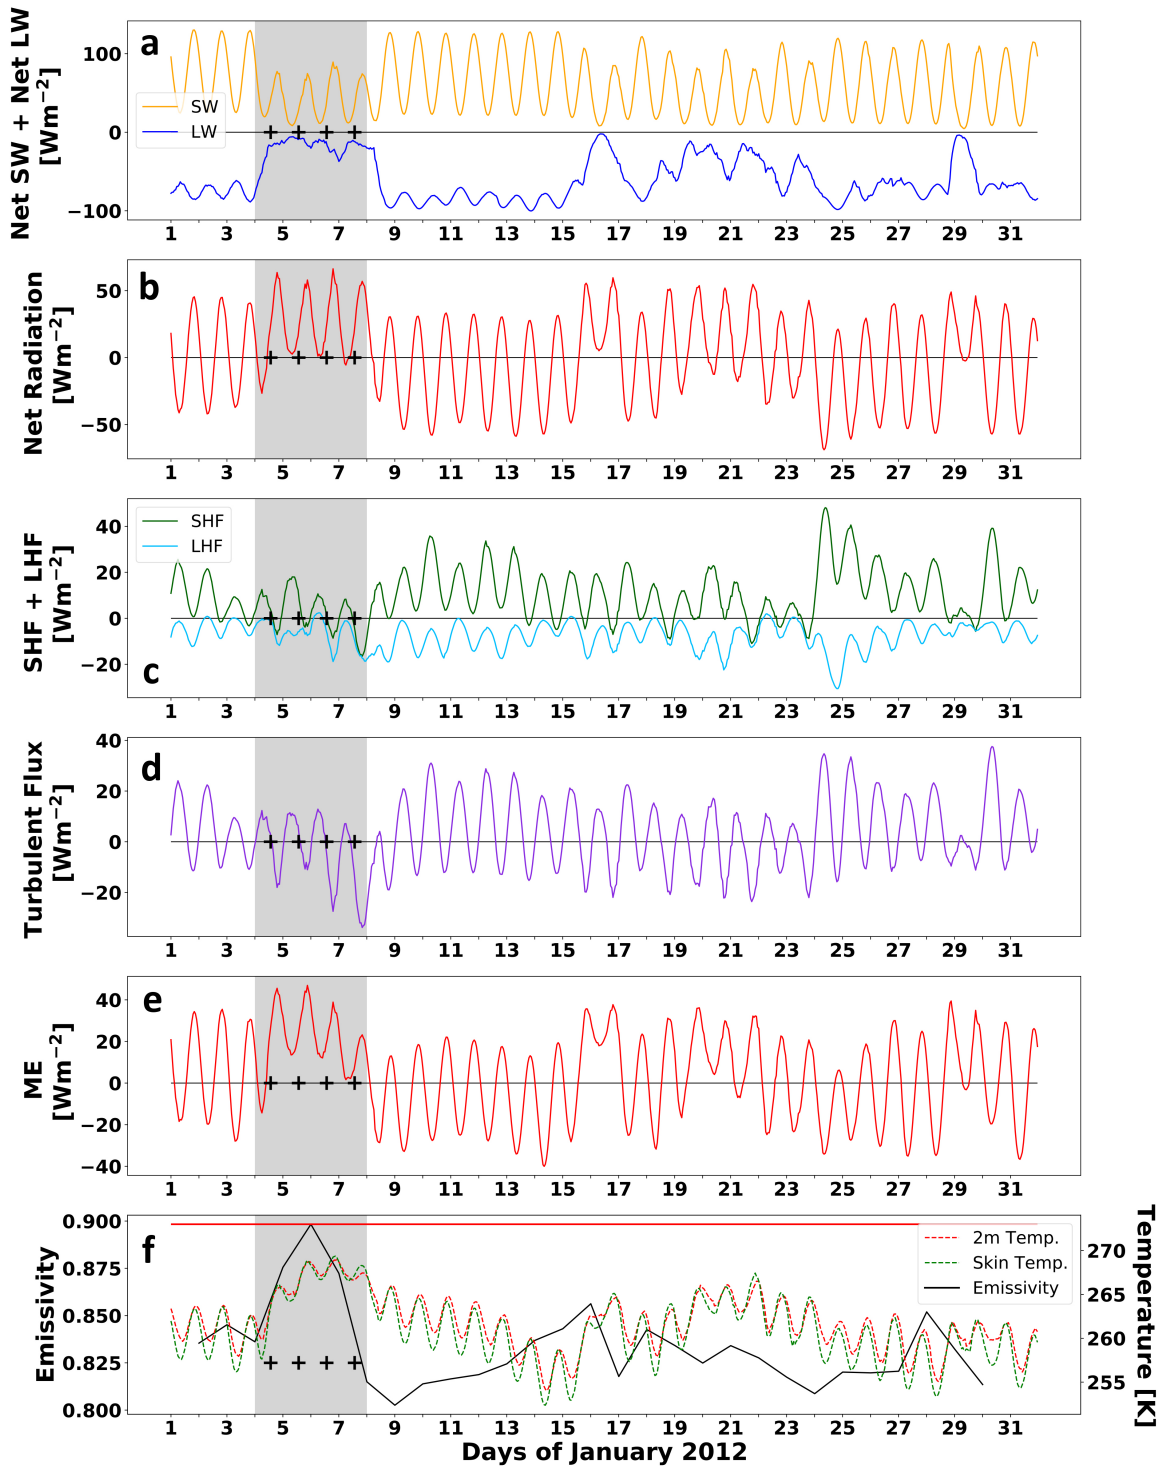 a
Net SW + Net LW
[Wm−2]
100
0
−100
SW
LW
1 3 5 7 9 11 13 15 17 19 21 23 25 27 29 31
b
Net Radiation
[Wm−2]
50
0
−50
1 3 5 7 9 11 13 15 17 19 21 23 25 27 29 31
SHF + LHF
[Wm−2]
40
20
0
−20
SHF
LHF
c
1 3 5 7 9 11 13 15 17 19 21 23 25 27 29 31
d
Turbulent Flux
[Wm−2]
40
20
0
−20
1 3 5 7 9 11 13 15 17 19 21 23 25 27 29 31
e
ME
[Wm−2]
40
20
0
−20
−40
1 3 5 7 9 11 13 15 17 19 21 23 25 27 29 31
f
Emissivity
0.900
0.875
0.850
0.825
0.800
2m Temp.
Skin Temp.
Emissivity
270
265
260
255
Temperature [K]
1 3 5 7 9 11 13 15 17 19 21 23 25 27 29 31
Days of January 2012